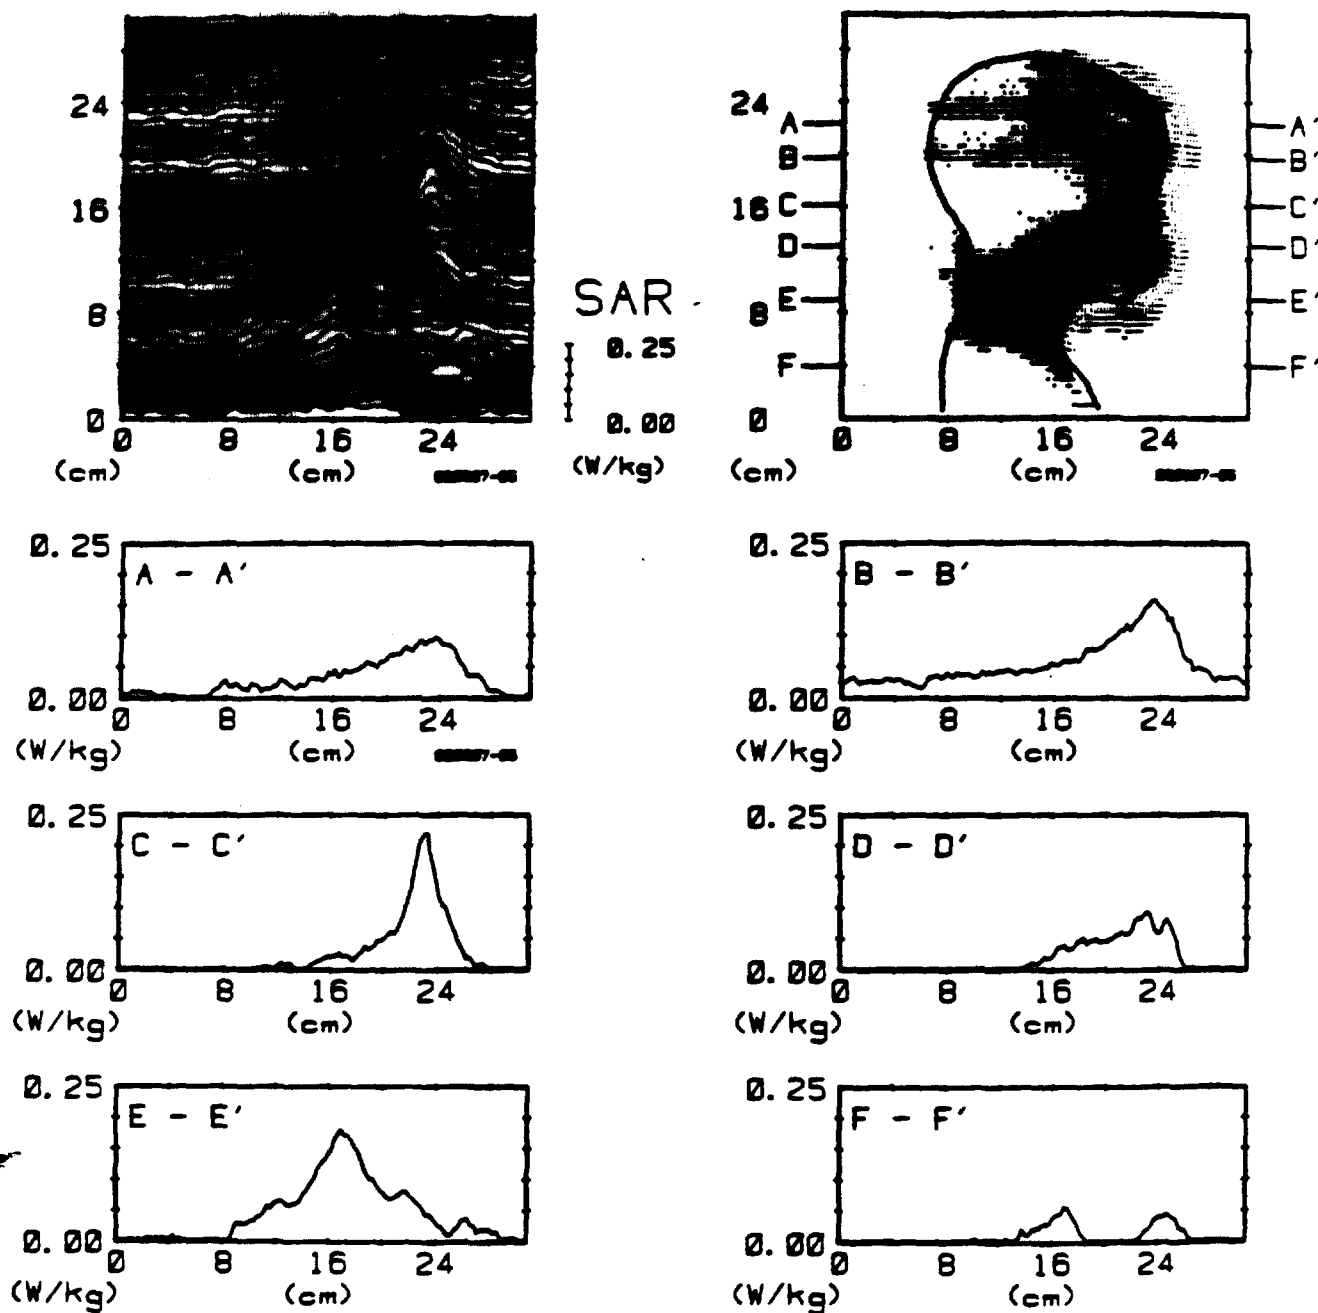 24
16
8
0
0 8 16 24
(cm) (cm)
SAR
0.25
0.00
(W/kg)
24
16
8
0
A
B
C
D
E
F
A'
B'
C'
D'
E'
F'
0 8 16 24
(cm) (cm)
0.25
A - A'
0.00
0 8 16 24
(W/kg) (cm)
0.25
B - B'
0.00
0 8 16 24
(W/kg) (cm)
0.25
C - C'
0.00
0 8 16 24
(W/kg) (cm)
0.25
D - D'
0.00
0 8 16 24
(W/kg) (cm)
0.25
E - E'
0.00
0 8 16 24
(W/kg) (cm)
0.25
F - F'
0.00
0 8 16 24
(W/kg) (cm)